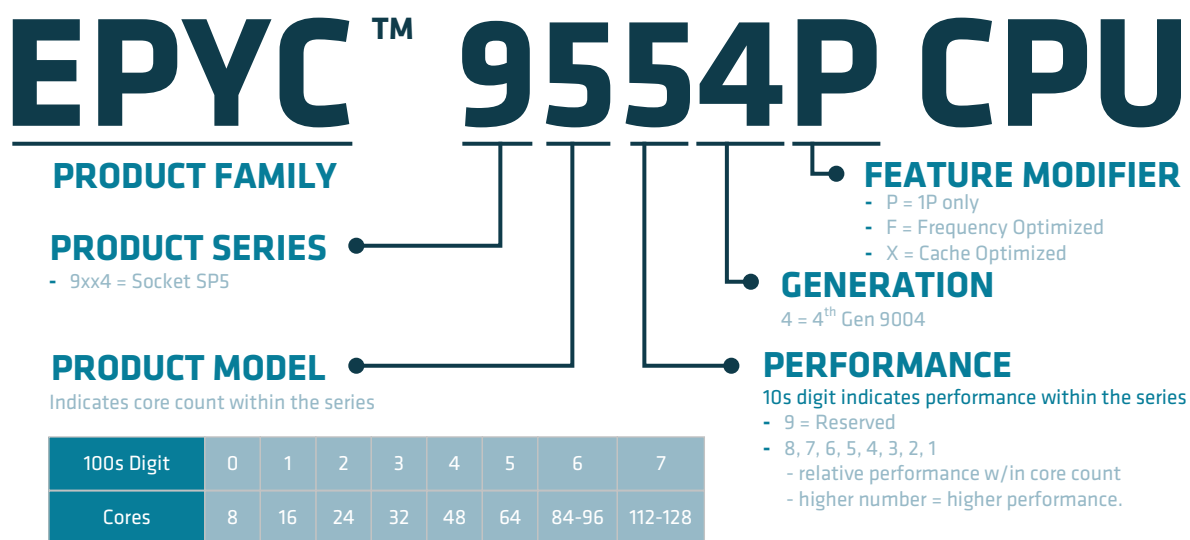 EPYC™ 9554P CPU
PRODUCT FAMILY
PRODUCT SERIES
- 9xx4 = Socket SP5
PRODUCT MODEL
Indicates core count within the series
100s Digit 0 1 2 3 4 5 6 7
Cores 8 16 24 32 48 64 84-96 112-128
FEATURE MODIFIER
- P = 1P only
- F = Frequency Optimized
- X = Cache Optimized
GENERATION
4 = 4th Gen 9004
PERFORMANCE
10s digit indicates performance within the series
- 9 = Reserved
- 8, 7, 6, 5, 4, 3, 2, 1
- relative performance w/in core count
- higher number = higher performance.